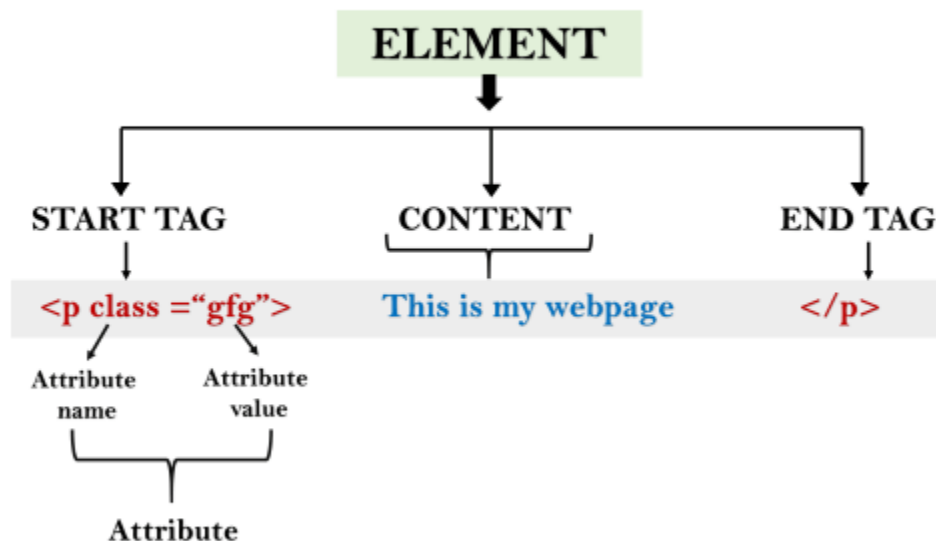 ELEMENT
START TAG
CONTENT
END TAG
<p class =“gfg”>
This is my webpage
</p>
Attribute
name
Attribute
value
Attribute